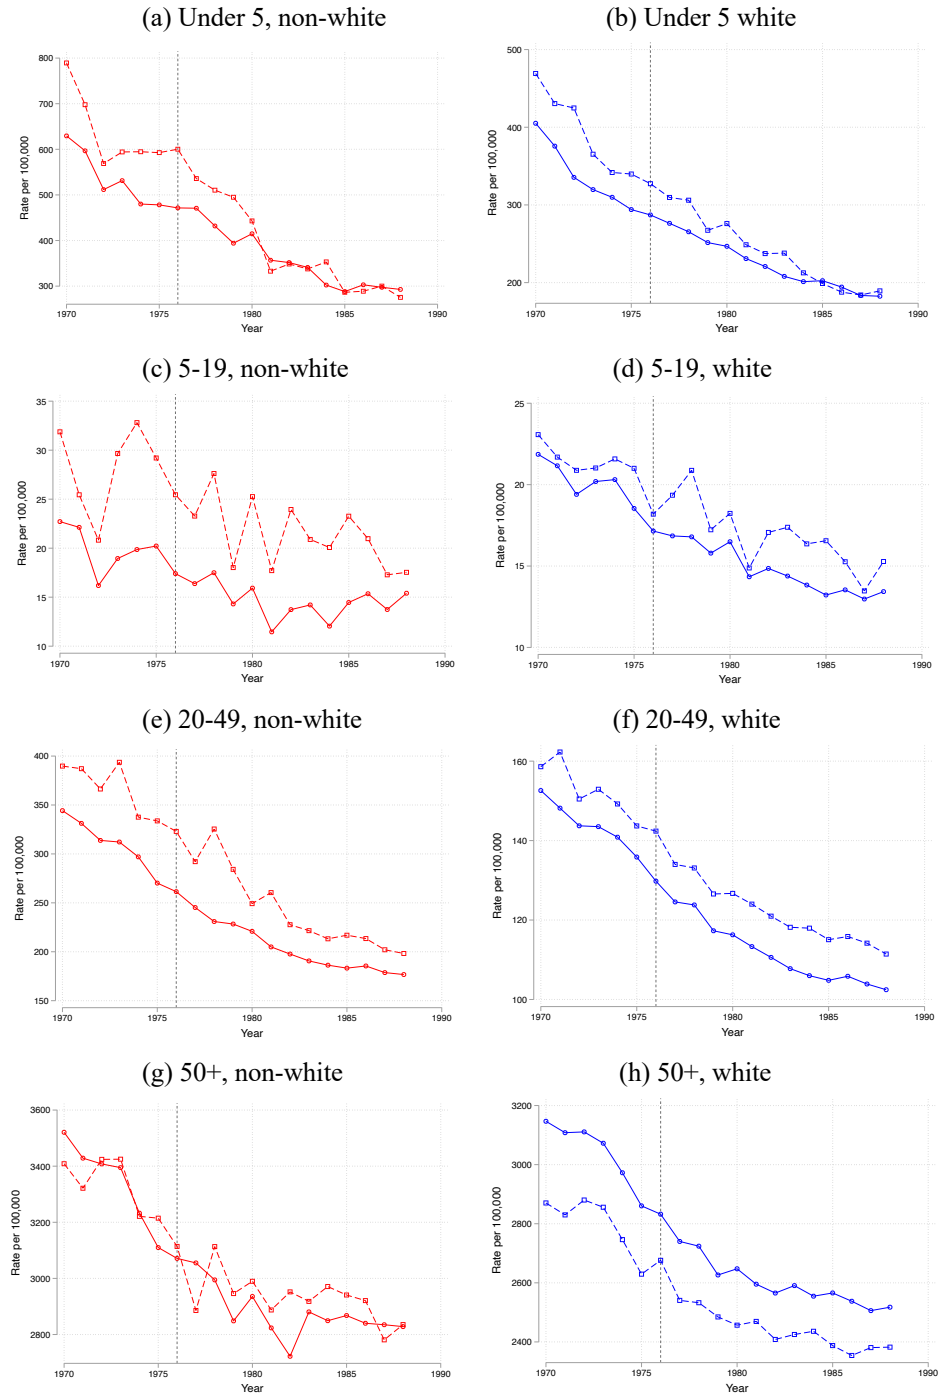 (a) Under 5, non-white
800
700
600
500
400
300
Rate per 100,000
1970 1975 1980 1985 1990
Year
(b) Under 5 white
500
400
300
200
Rate per 100,000
1970 1975 1980 1985 1990
Year
(c) 5-19, non-white
35
30
25
20
15
10
Rate per 100,000
1970 1975 1980 1985 1990
Year
(d) 5-19, white
25
20
15
10
Rate per 100,000
1970 1975 1980 1985 1990
Year
(e) 20-49, non-white
400
350
300
250
200
150
Rate per 100,000
1970 1975 1980 1985 1990
Year
(f) 20-49, white
160
140
120
100
Rate per 100,000
1970 1975 1980 1985 1990
Year
(g) 50+, non-white
3600
3400
3200
3000
2800
Rate per 100,000
1970 1975 1980 1985 1990
Year
(h) 50+, white
3200
3000
2800
2600
2400
Rate per 100,000
1970 1975 1980 1985 1990
Year